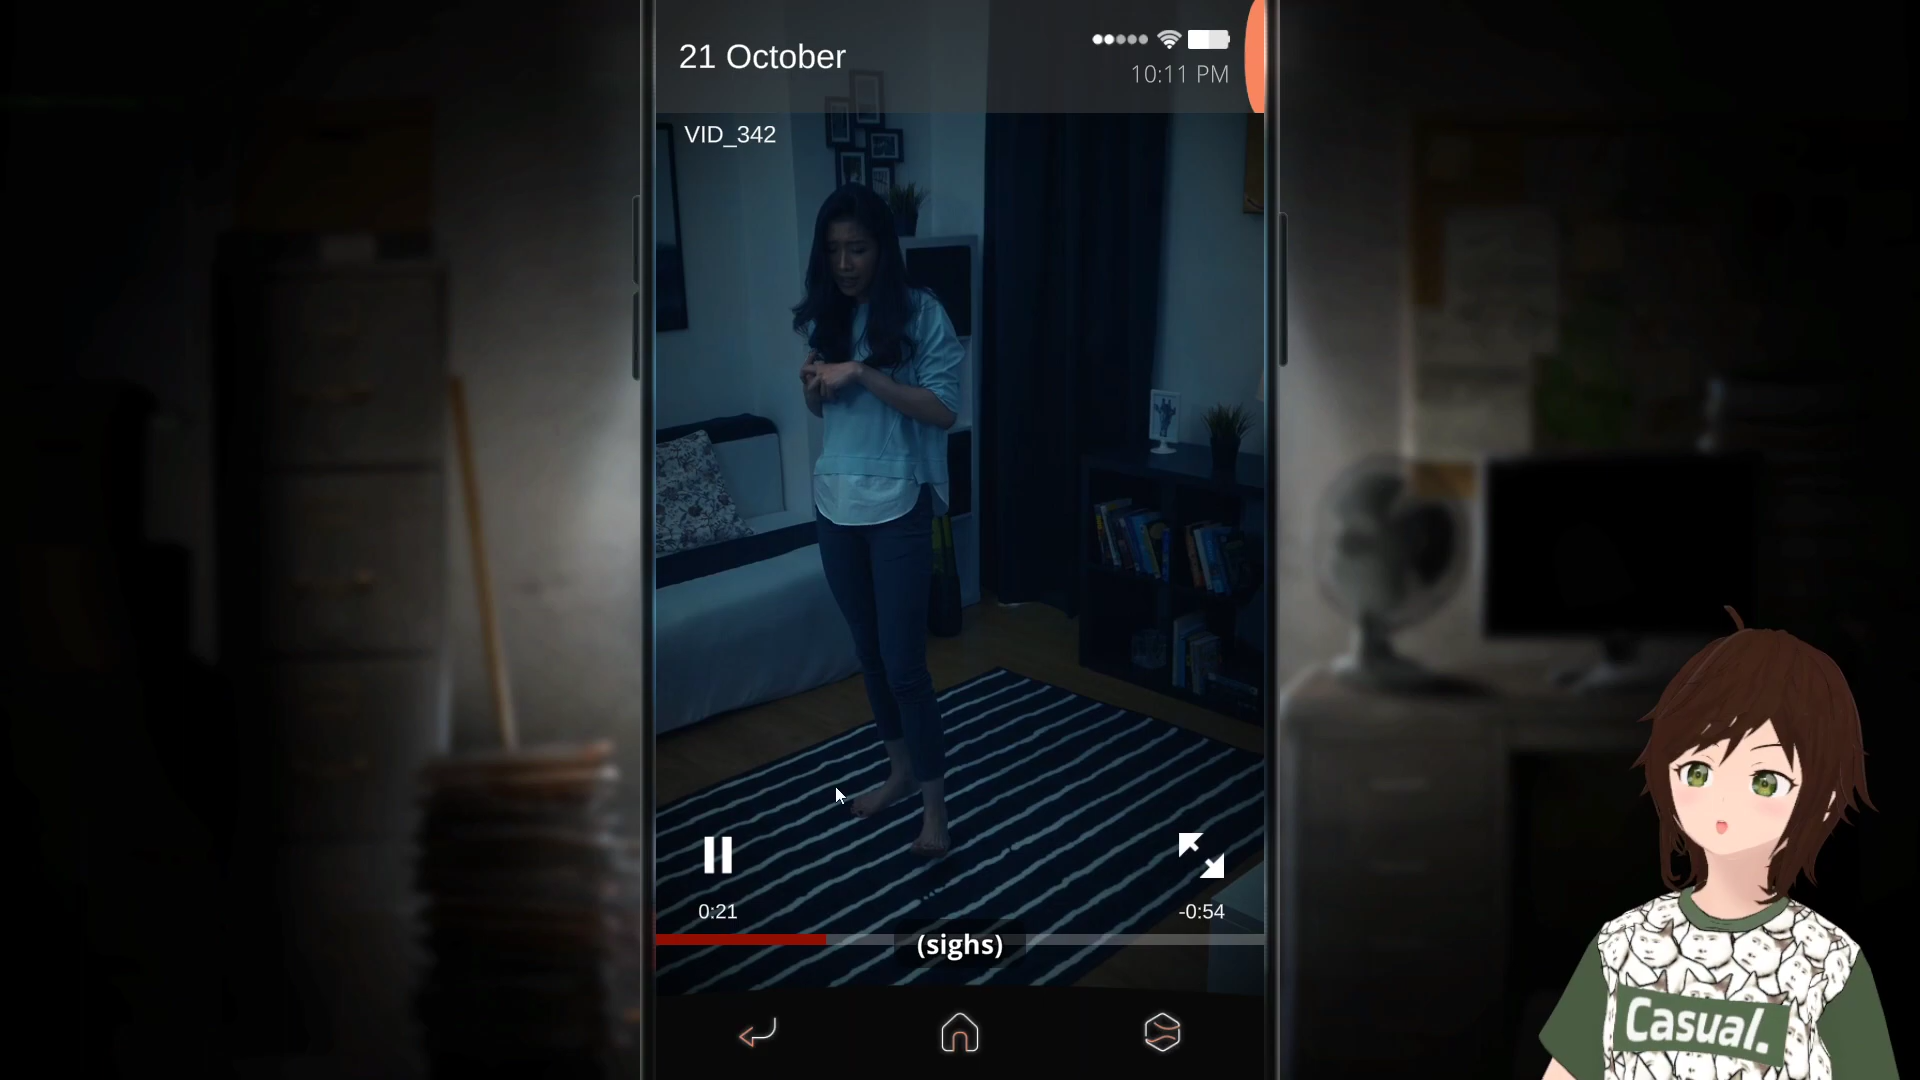 21 October
10:11 PM
VID_342
0:21
-0:54
(sighs)
Casual.